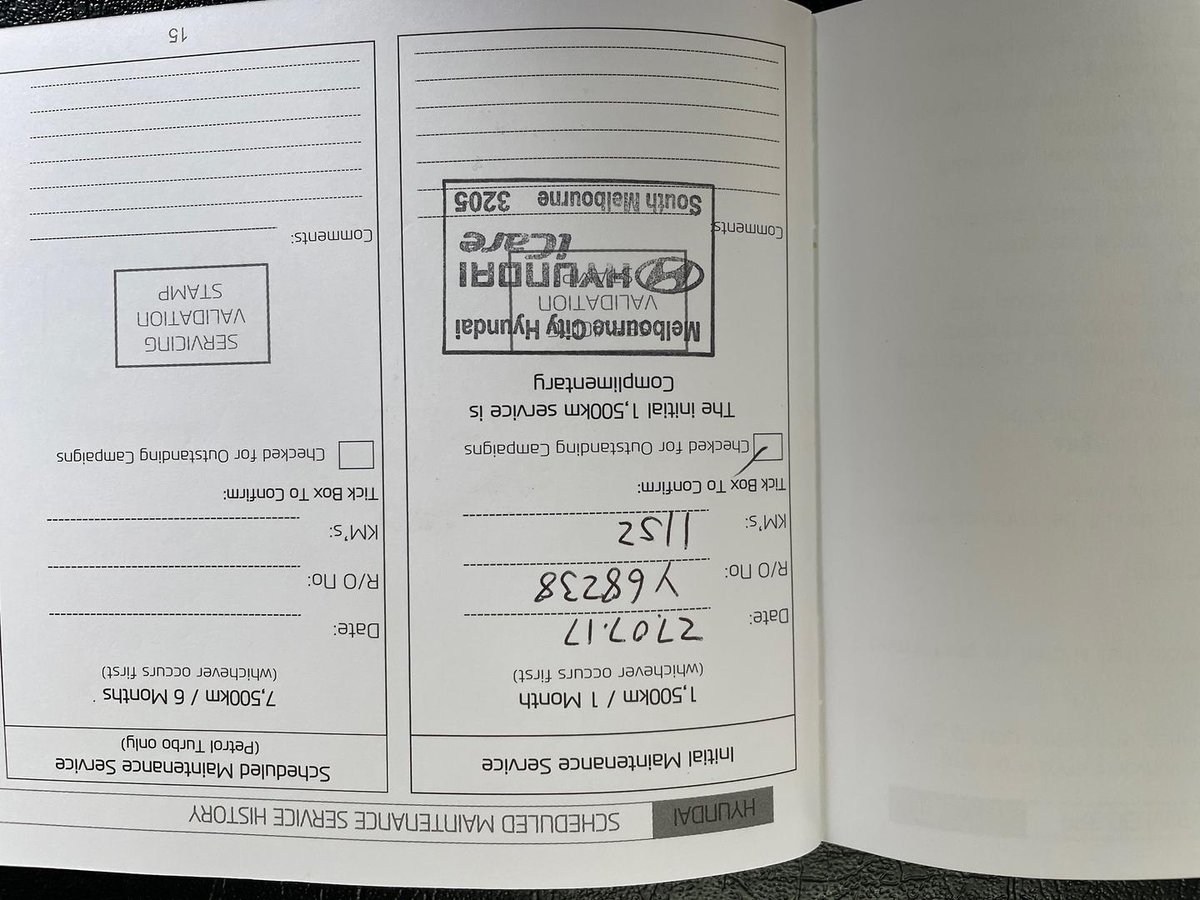 HYUNDAI SCHEDULED MAINTENANCE SERVICE HISTORY
Initial Maintenance Service
1,500km / 1 Month
(whichever occurs first)
Date: 27.07.17
R/O no: Y68238
KM's: 1152
Tick Box To Confirm:
Checked for Outstanding Campaigns
The initial 1,500km service is
Complimentary
Melbourne City Hyundai
VALIDATION
HYUNDAI
STAMP
iCare
Comments:
South Melbourne 3205
Scheduled Maintenance Service
(Petrol Turbo only)
7,500km / 6 Months
(whichever occurs first)
Date:
R/O no:
KM's:
Tick Box To Confirm:
Checked for Outstanding Campaigns
SERVICING
VALIDATION
STAMP
Comments:
15